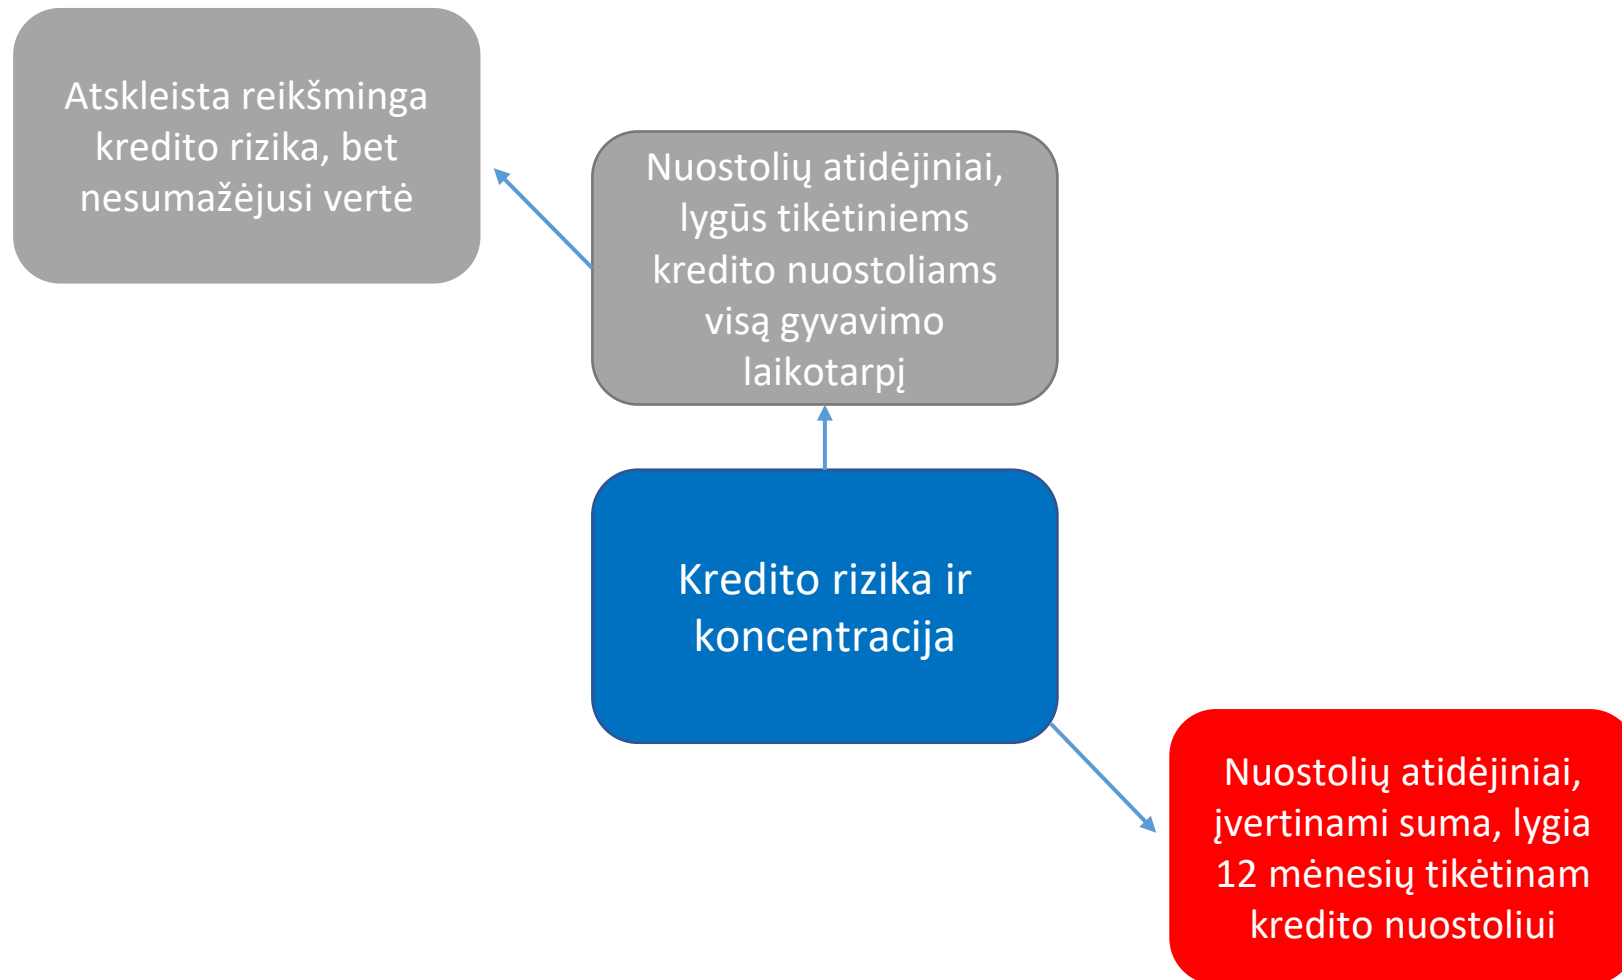 Atskleista reikšminga
kredito rizika, bet
nesumažėjusi vertė
Nuostolių atidėjiniai,
lygūs tikėtiniems
kredito nuostoliams
visą gyvavimo
laikotarpį
Kredito rizika ir
koncentracija
Nuostolių atidėjiniai,
įvertinami suma, lygia
12 mėnesių tikėtinam
kredito nuostoliui